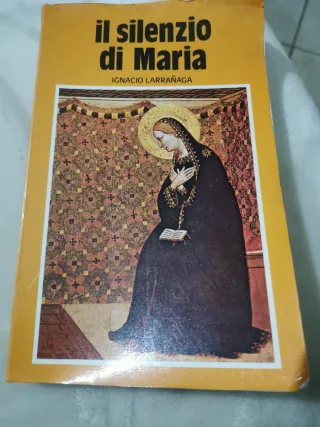 il silenzio
di Maria
IGNACIO LARRAÑAGA